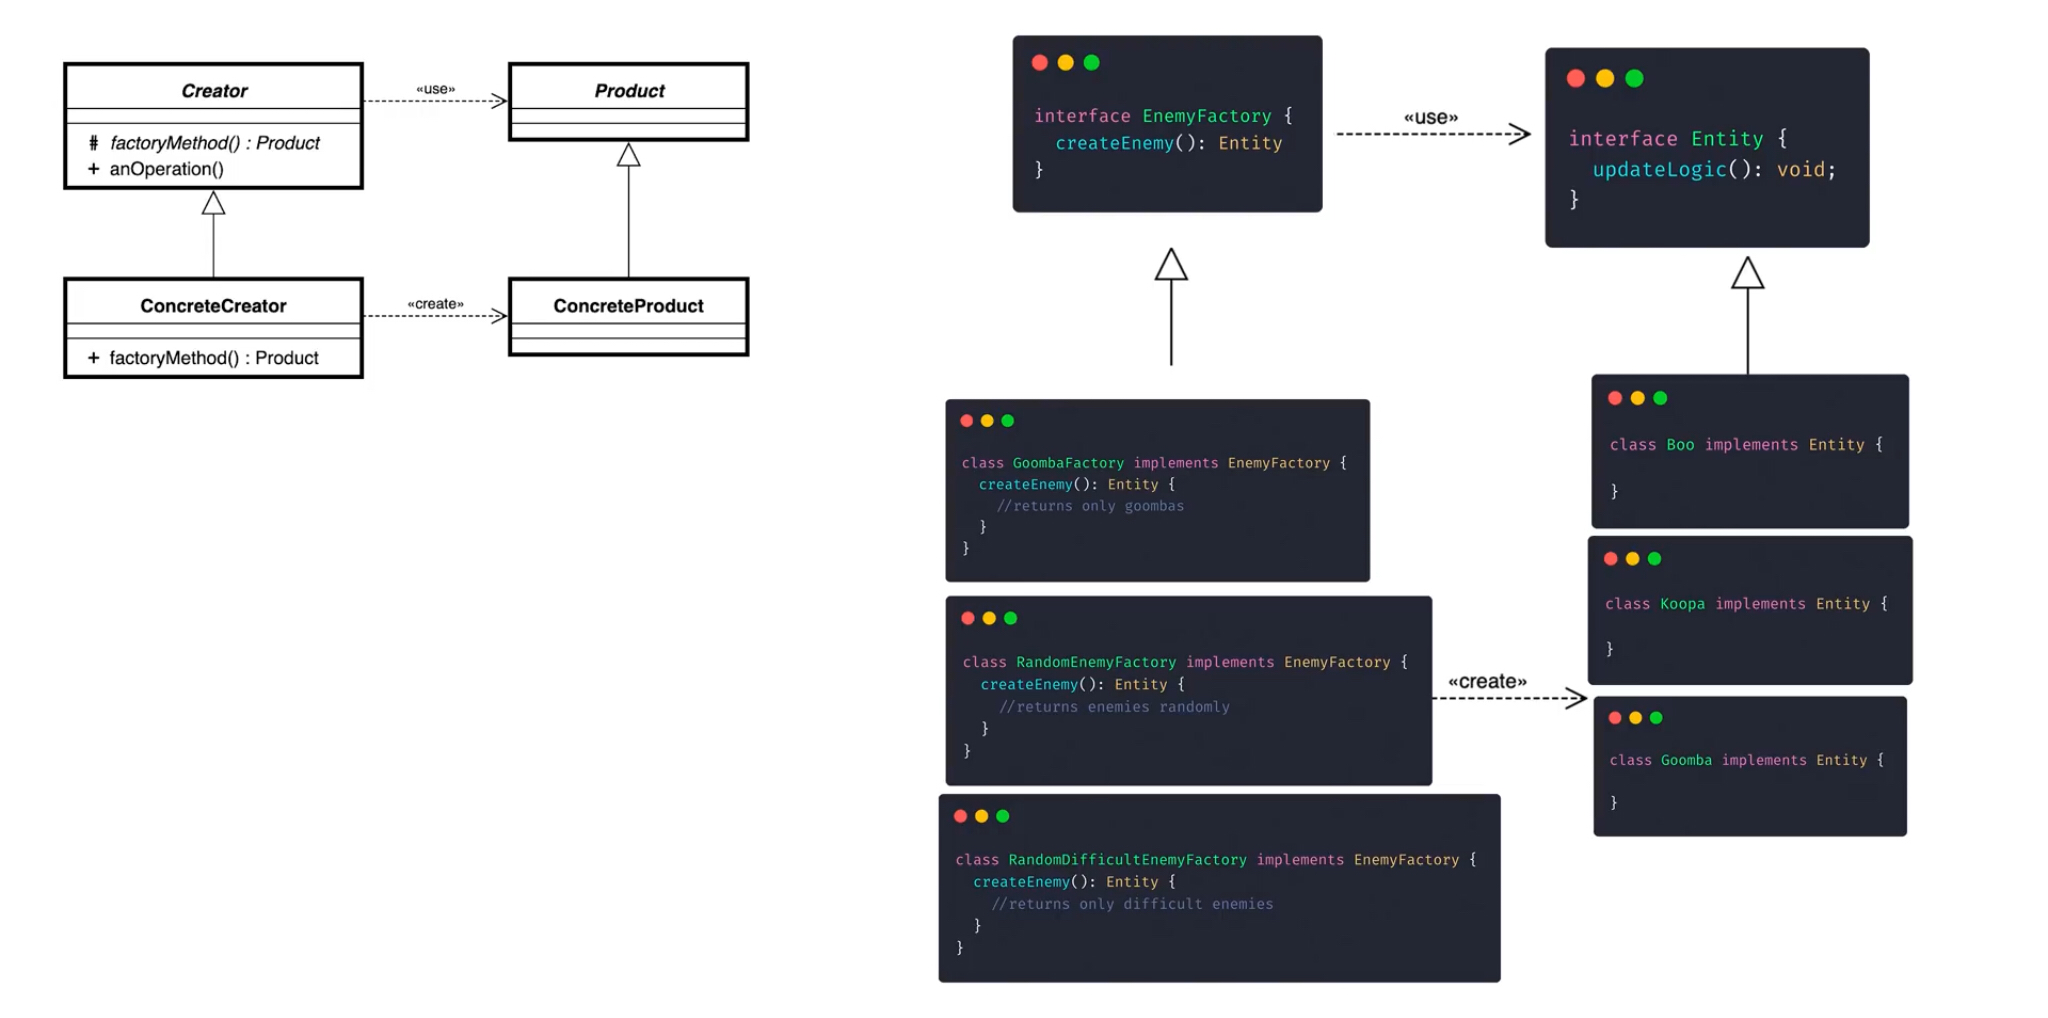 Creator
# factoryMethod() : Product
+ anOperation()
«use»
Product
ConcreteCreator
+ factoryMethod() : Product
«create»
ConcreteProduct
interface EnemyFactory {
createEnemy(): Entity
}
«use»
interface Entity {
updateLogic(): void;
}
class GoombaFactory implements EnemyFactory {
createEnemy(): Entity {
//returns only goombas
}
}
class RandomEnemyFactory implements EnemyFactory {
createEnemy(): Entity {
//returns enemies randomly
}
}
class RandomDifficultEnemyFactory implements EnemyFactory {
createEnemy(): Entity {
//returns only difficult enemies
}
}
«create»
class Boo implements Entity {
}
class Koopa implements Entity {
}
class Goomba implements Entity {
}